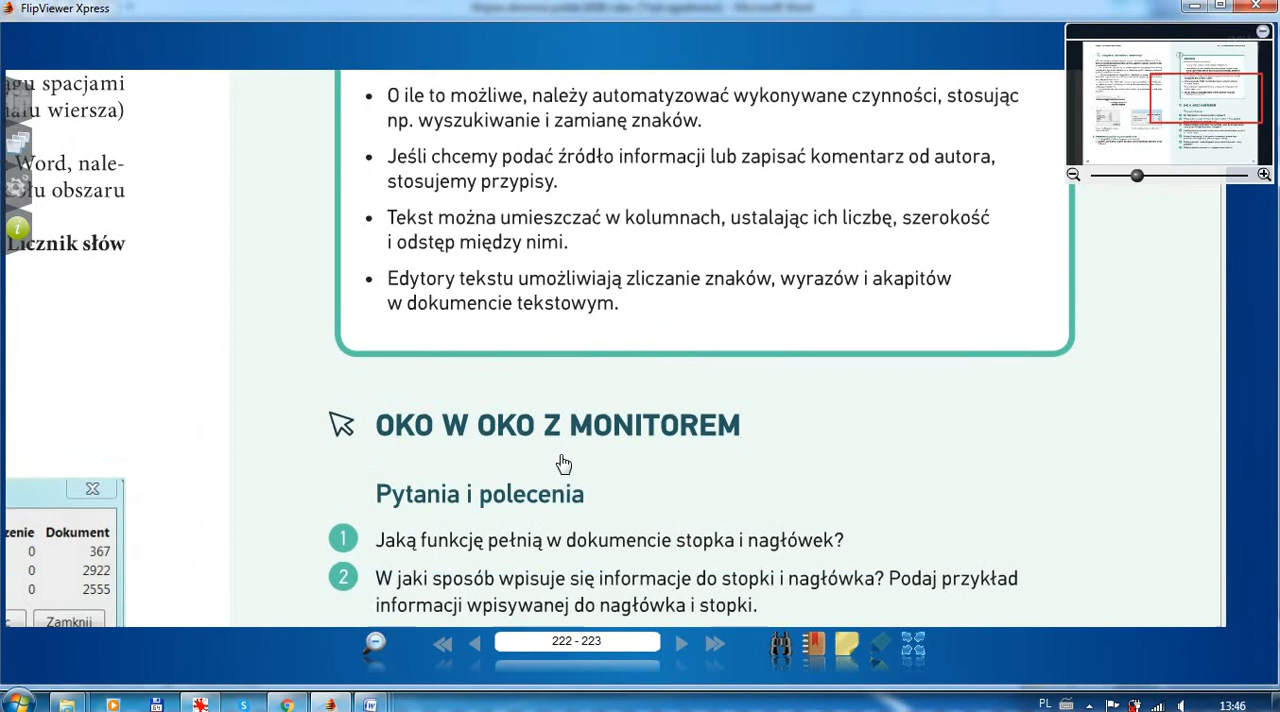 FlipViewer Xpress
spacjami
wiersza)
Word, nale-
obszaru
Licznik słów
O ile to możliwe, należy automatyzować wykonywane czynności, stosując
np. wyszukiwanie i zamianę znaków.
Jeśli chcemy podać źródło informacji lub zapisać komentarz od autora,
stosujemy przypisy.
Tekst można umieszczać w kolumnach, ustalając ich liczbę, szerokość
i odstęp między nimi.
Edytory tekstu umożliwiają zliczanie znaków, wyrazów i akapitów
w dokumencie tekstowym.
OKO W OKO Z MONITOREM
Pytania i polecenia
1 Jaką funkcję pełnią w dokumencie stopka i nagłówek?
2 W jaki sposób wpisuje się informacje do stopki i nagłówka? Podaj przykład
informacji wpisywanej do nagłówka i stopki.
zenie Dokument
0 367
0 2922
0 2555
Zamknij
222 - 223
PL
13:46